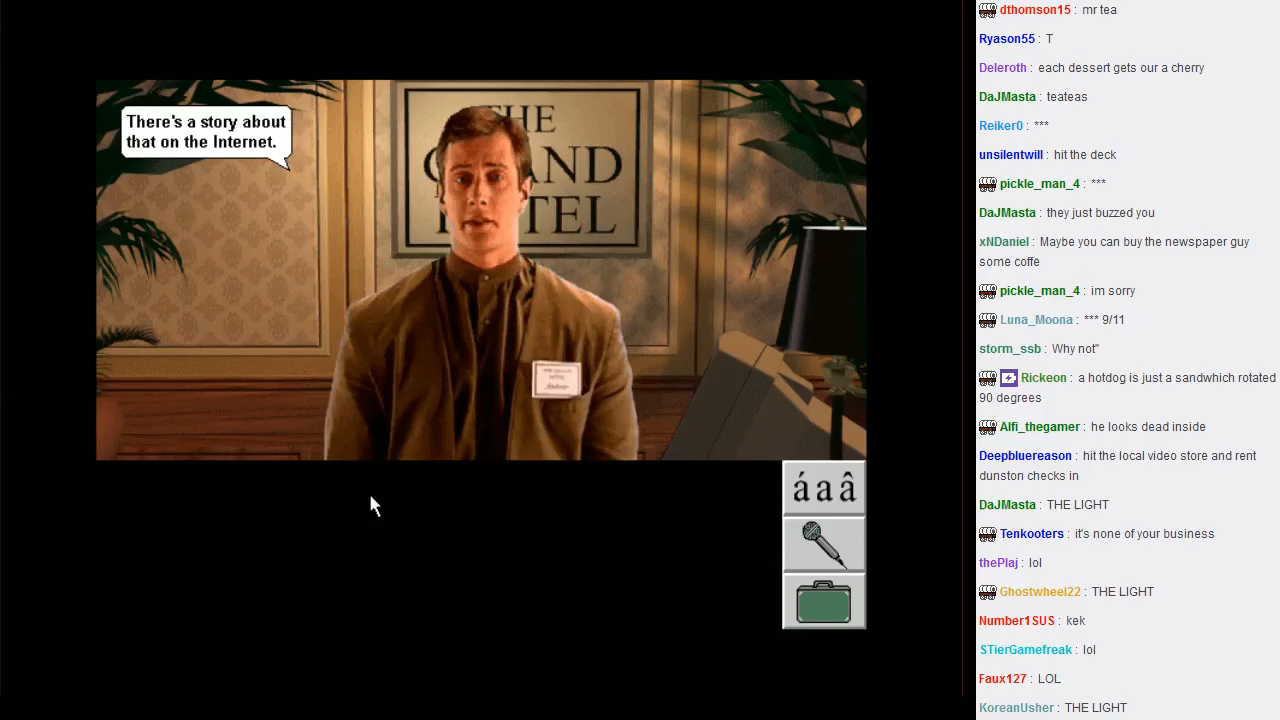 There's a story about
that on the Internet.
THE
GRAND
HOTEL
á a â
dthomson15 : mr tea
Ryason55 : T
Deleroth : each dessert gets our a cherry
DaJMasta : teateas
Reiker0 : ***
unsilentwill : hit the deck
pickle_man_4 : ***
DaJMasta : they just buzzed you
xNDaniel : Maybe you can buy the newspaper guy
some coffe
pickle_man_4 : im sorry
Luna_Moona : *** 9/11
storm_ssb : Why not"
Rickeon : a hotdog is just a sandwhich rotated
90 degrees
Alfi_thegamer : he looks dead inside
Deepbluereason : hit the local video store and rent
dunston checks in
DaJMasta : THE LIGHT
Tenkooters : it's none of your business
thePlaj : lol
Ghostwheel22 : THE LIGHT
Number1SUS : kek
STierGamefreak : lol
Faux127 : LOL
KoreanUsher : THE LIGHT